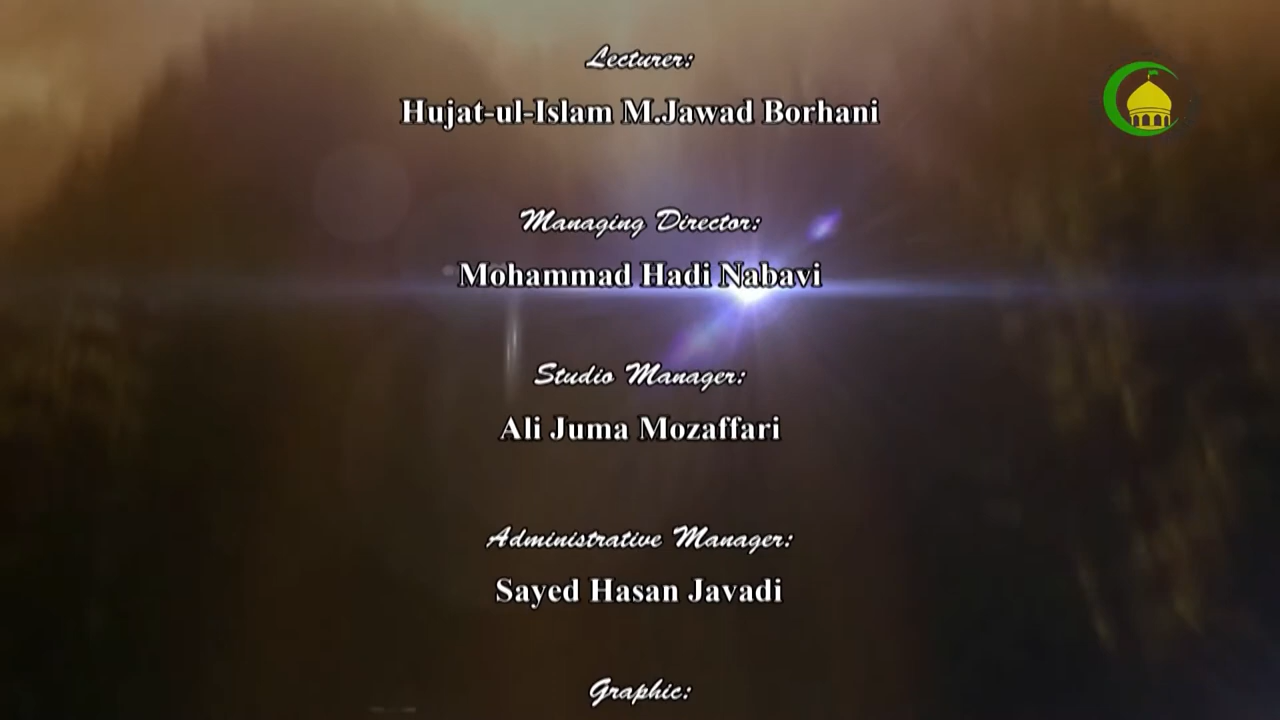 Lecturer:
Hujat-ul-Islam M.Jawad Borhani
Managing Director:
Mohammad Hadi Nabavi
Studio Manager:
Ali Juma Mozaffari
Administrative Manager:
Sayed Hasan Javadi
Graphic: